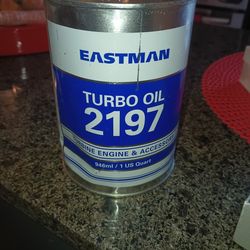 EASTMAN
TURBO OIL
2197
ENGINE & ACCESSORY
946ml / 1 US Quart